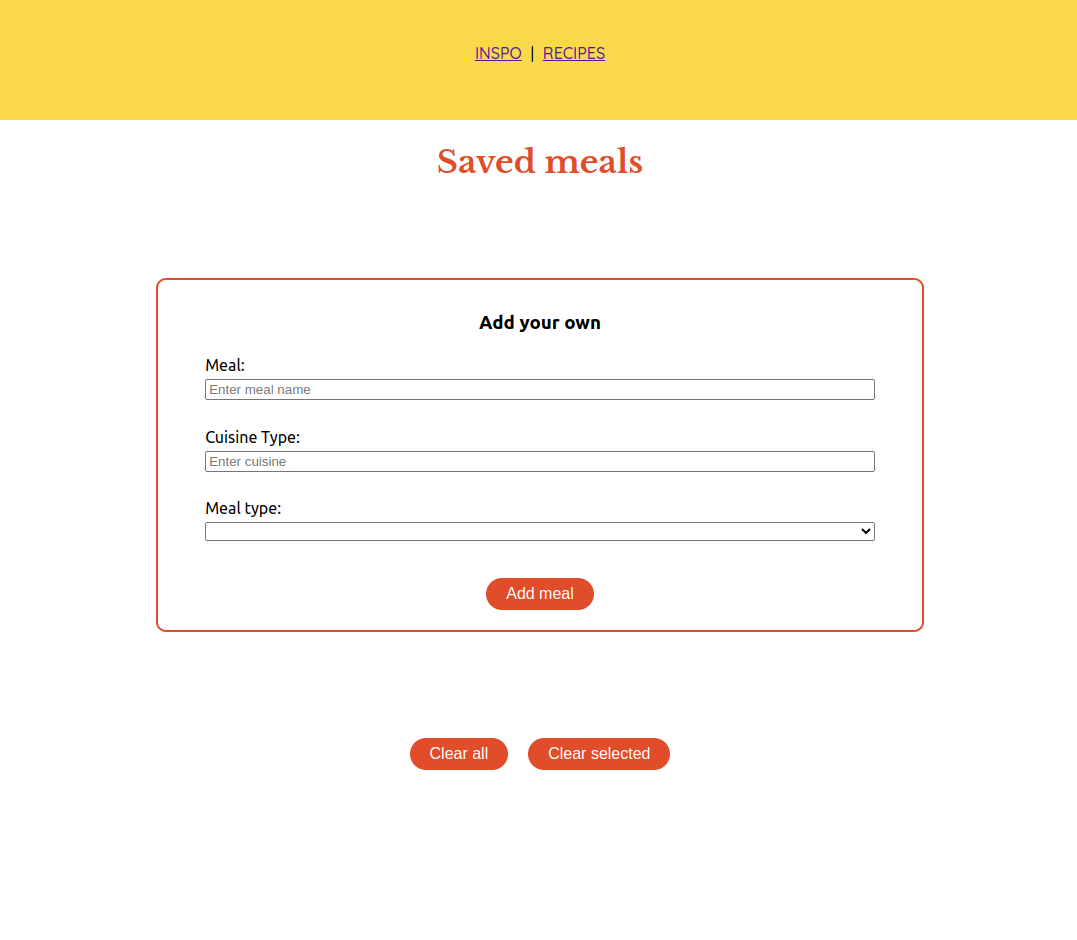 INSPO | RECIPES
Saved meals
Add your own
Meal:
Enter meal name
Cuisine Type:
Enter cuisine
Meal type:
Add meal
Clear all Clear selected